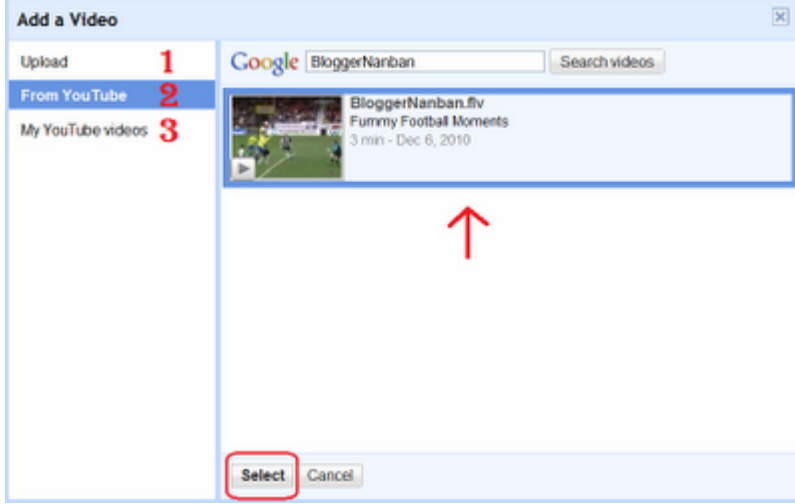 Add a Video
Upload 1
From YouTube 2
My YouTube videos 3
Google BloggerNanban Search videos
BloggerNanban.flv
Fummy Football Moments
3 min - Dec 6, 2010
Select Cancel